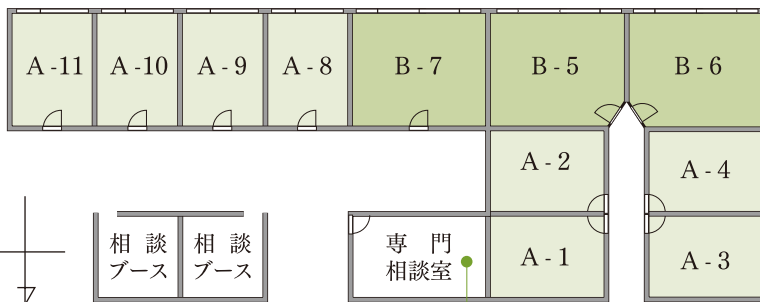 A - 11
A - 10
A - 9
A - 8
B - 7
B - 5
B - 6
A - 2
A - 4
相 談
ブース
相 談
ブース
専 門
相談室
A - 1
A - 3